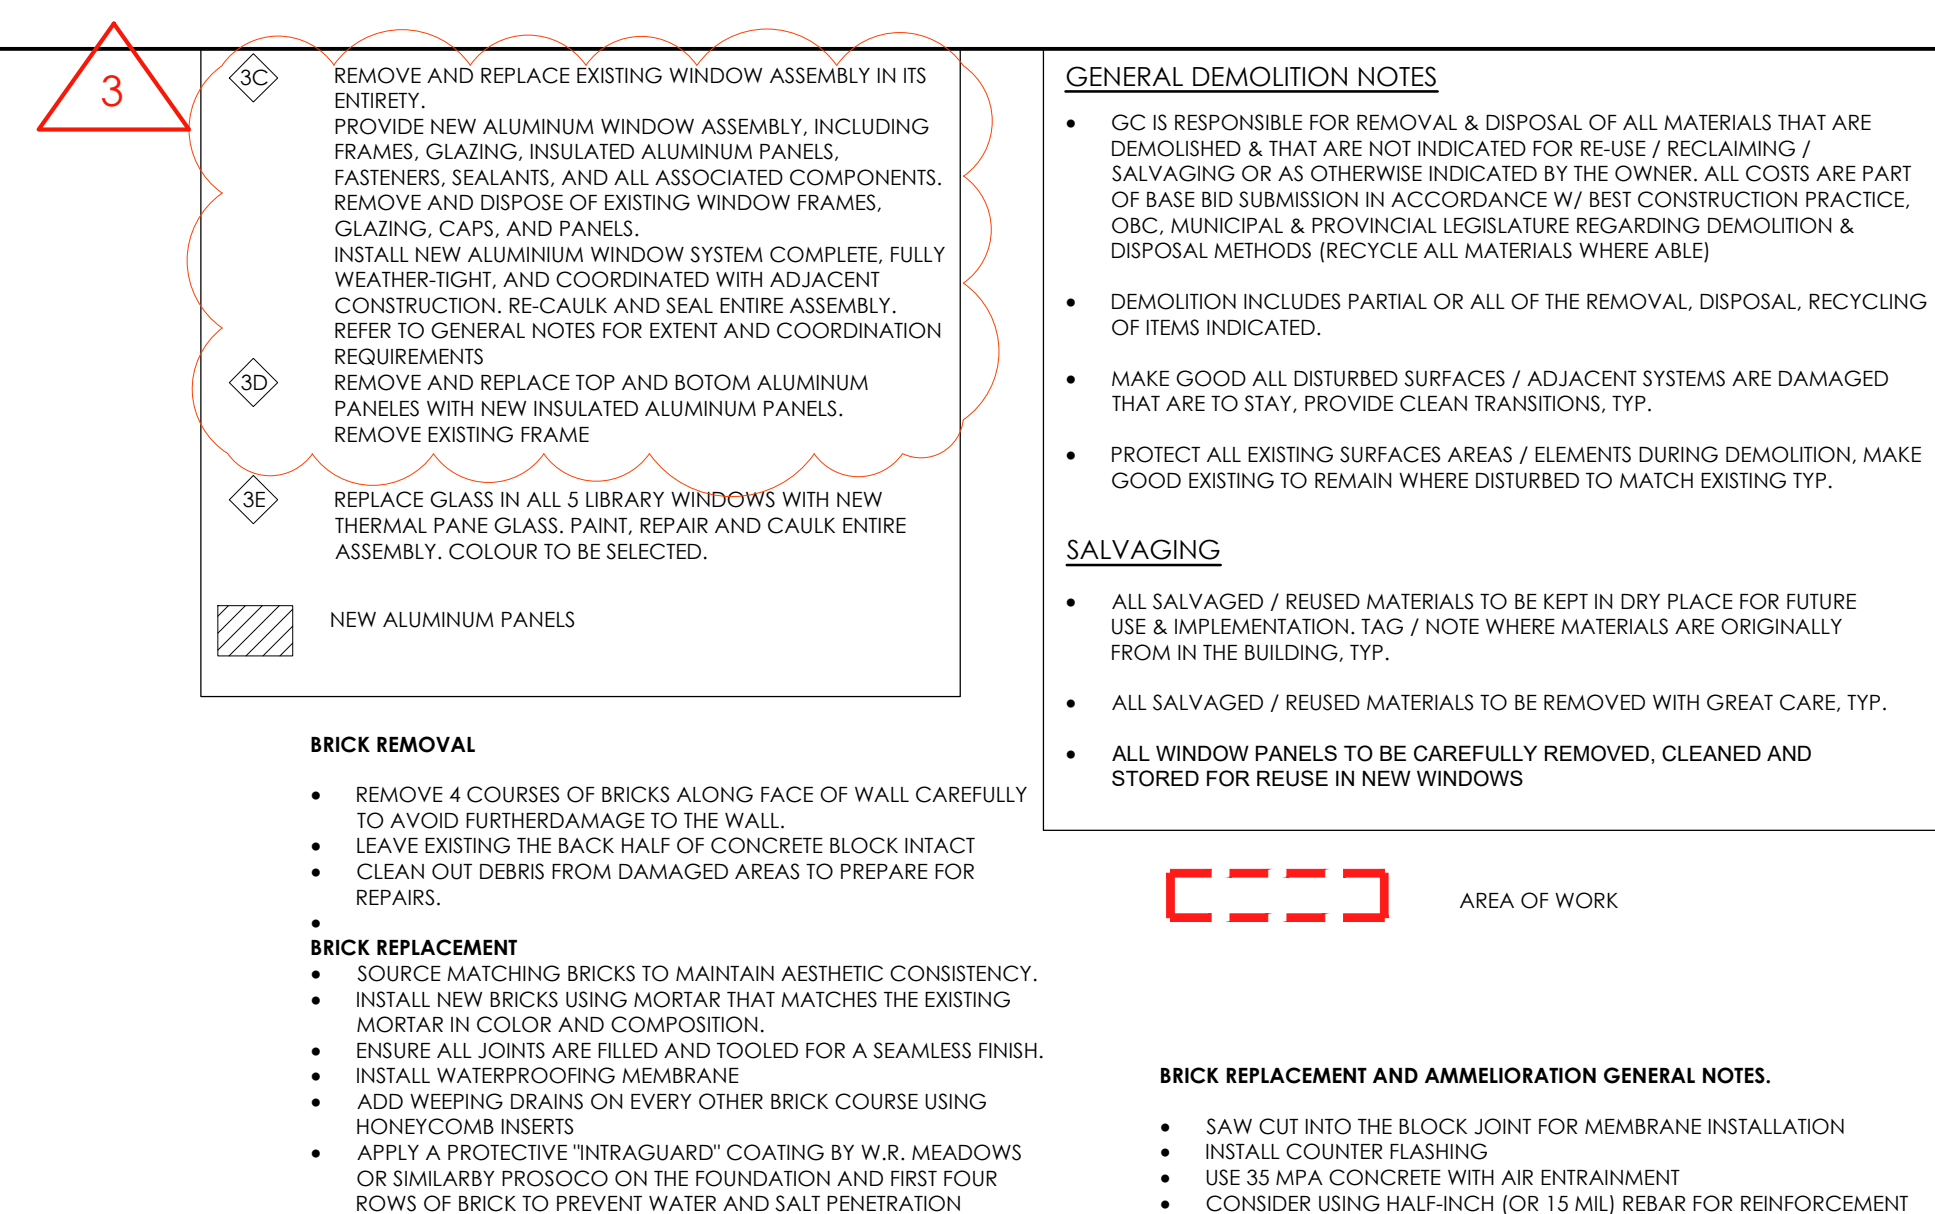 3
3C
REMOVE AND REPLACE EXISTING WINDOW ASSEMBLY IN ITS
ENTIRETY.
PROVIDE NEW ALUMINUM WINDOW ASSEMBLY, INCLUDING
FRAMES, GLAZING, INSULATED ALUMINUM PANELS,
FASTENERS, SEALANTS, AND ALL ASSOCIATED COMPONENTS.
REMOVE AND DISPOSE OF EXISTING WINDOW FRAMES,
GLAZING, CAPS, AND PANELS.
INSTALL NEW ALUMINIUM WINDOW SYSTEM COMPLETE, FULLY
WEATHER-TIGHT, AND COORDINATED WITH ADJACENT
CONSTRUCTION. RE-CAULK AND SEAL ENTIRE ASSEMBLY.
REFER TO GENERAL NOTES FOR EXTENT AND COORDINATION
REQUIREMENTS
3D
REMOVE AND REPLACE TOP AND BOTOM ALUMINUM
PANELES WITH NEW INSULATED ALUMINUM PANELS.
REMOVE EXISTING FRAME
3E
REPLACE GLASS IN ALL 5 LIBRARY WINDOWS WITH NEW
THERMAL PANE GLASS. PAINT, REPAIR AND CAULK ENTIRE
ASSEMBLY. COLOUR TO BE SELECTED.
NEW ALUMINUM PANELS
BRICK REMOVAL
• REMOVE 4 COURSES OF BRICKS ALONG FACE OF WALL CAREFULLY
TO AVOID FURTHERDAMAGE TO THE WALL.
• LEAVE EXISTING THE BACK HALF OF CONCRETE BLOCK INTACT
• CLEAN OUT DEBRIS FROM DAMAGED AREAS TO PREPARE FOR
REPAIRS.
•
BRICK REPLACEMENT
• SOURCE MATCHING BRICKS TO MAINTAIN AESTHETIC CONSISTENCY.
• INSTALL NEW BRICKS USING MORTAR THAT MATCHES THE EXISTING
MORTAR IN COLOR AND COMPOSITION.
• ENSURE ALL JOINTS ARE FILLED AND TOOLED FOR A SEAMLESS FINISH.
• INSTALL WATERPROOFING MEMBRANE
• ADD WEEPING DRAINS ON EVERY OTHER BRICK COURSE USING
HONEYCOMB INSERTS
• APPLY A PROTECTIVE "INTRAGUARD" COATING BY W.R. MEADOWS
OR SIMILARBY PROSOCO ON THE FOUNDATION AND FIRST FOUR
ROWS OF BRICK TO PREVENT WATER AND SALT PENETRATION
GENERAL DEMOLITION NOTES
• GC IS RESPONSIBLE FOR REMOVAL & DISPOSAL OF ALL MATERIALS THAT ARE
DEMOLISHED & THAT ARE NOT INDICATED FOR RE-USE / RECLAIMING /
SALVAGING OR AS OTHERWISE INDICATED BY THE OWNER. ALL COSTS ARE PART
OF BASE BID SUBMISSION IN ACCORDANCE W/ BEST CONSTRUCTION PRACTICE,
OBC, MUNICIPAL & PROVINCIAL LEGISLATURE REGARDING DEMOLITION &
DISPOSAL METHODS (RECYCLE ALL MATERIALS WHERE ABLE)
• DEMOLITION INCLUDES PARTIAL OR ALL OF THE REMOVAL, DISPOSAL, RECYCLING
OF ITEMS INDICATED.
• MAKE GOOD ALL DISTURBED SURFACES / ADJACENT SYSTEMS ARE DAMAGED
THAT ARE TO STAY, PROVIDE CLEAN TRANSITIONS, TYP.
• PROTECT ALL EXISTING SURFACES AREAS / ELEMENTS DURING DEMOLITION, MAKE
GOOD EXISTING TO REMAIN WHERE DISTURBED TO MATCH EXISTING TYP.
SALVAGING
• ALL SALVAGED / REUSED MATERIALS TO BE KEPT IN DRY PLACE FOR FUTURE
USE & IMPLEMENTATION. TAG / NOTE WHERE MATERIALS ARE ORIGINALLY
FROM IN THE BUILDING, TYP.
• ALL SALVAGED / REUSED MATERIALS TO BE REMOVED WITH GREAT CARE, TYP.
• ALL WINDOW PANELS TO BE CAREFULLY REMOVED, CLEANED AND
STORED FOR REUSE IN NEW WINDOWS
AREA OF WORK
BRICK REPLACEMENT AND AMMELIORATION GENERAL NOTES.
• SAW CUT INTO THE BLOCK JOINT FOR MEMBRANE INSTALLATION
• INSTALL COUNTER FLASHING
• USE 35 MPA CONCRETE WITH AIR ENTRAINMENT
• CONSIDER USING HALF-INCH (OR 15 MIL) REBAR FOR REINFORCEMENT